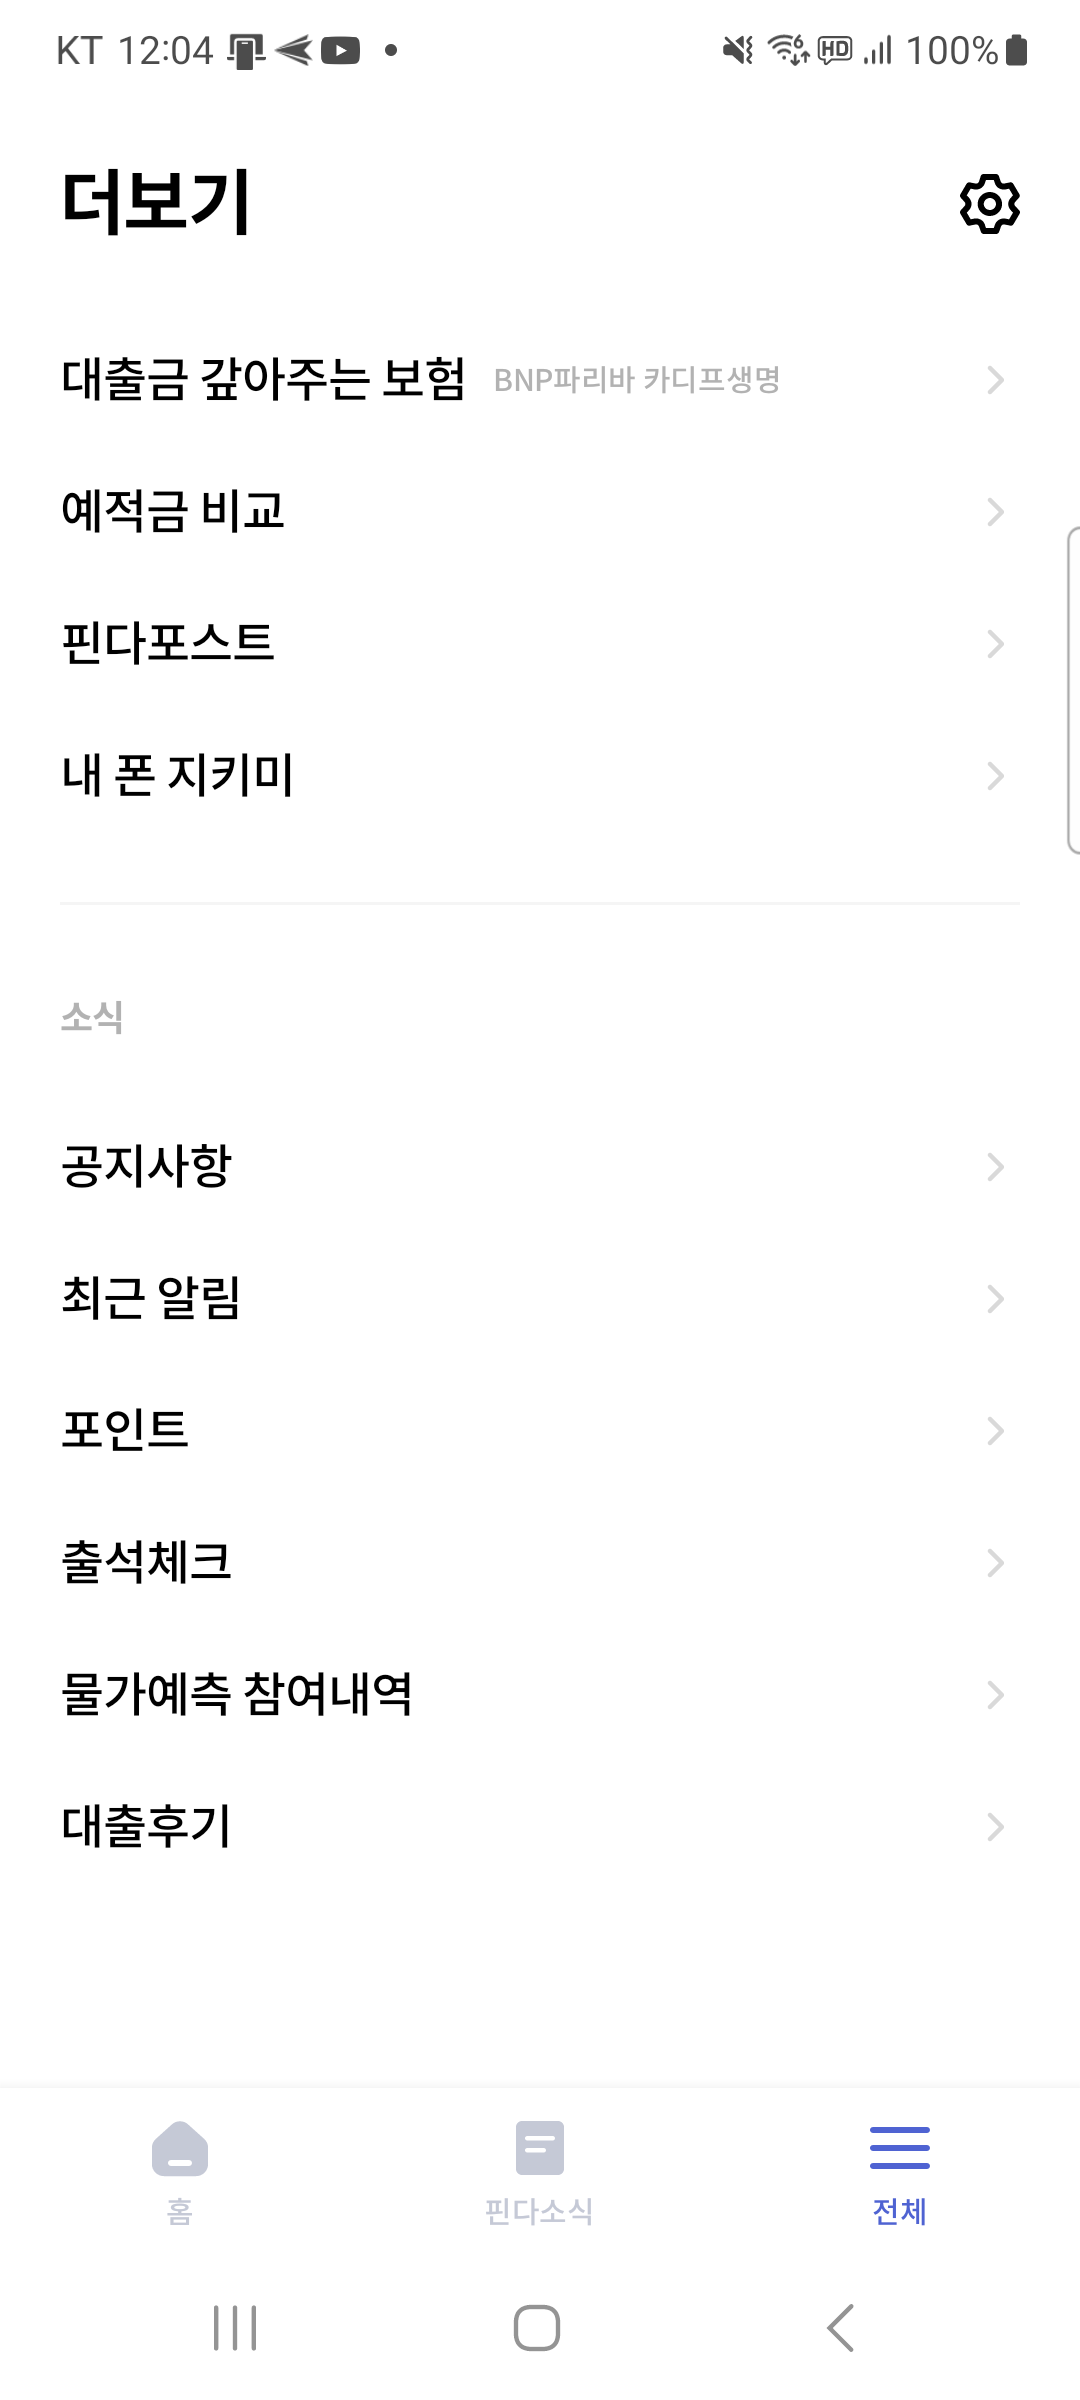 KT 12:04
6 HD 100%
더보기
대출금 갚아주는 보험 BNP파리바 카디프생명
예적금 비교
핀다포스트
내 폰 지키미
소식
공지사항
최근 알림
포인트
출석체크
물가예측 참여내역
대출후기
홈 핀다소식 전체